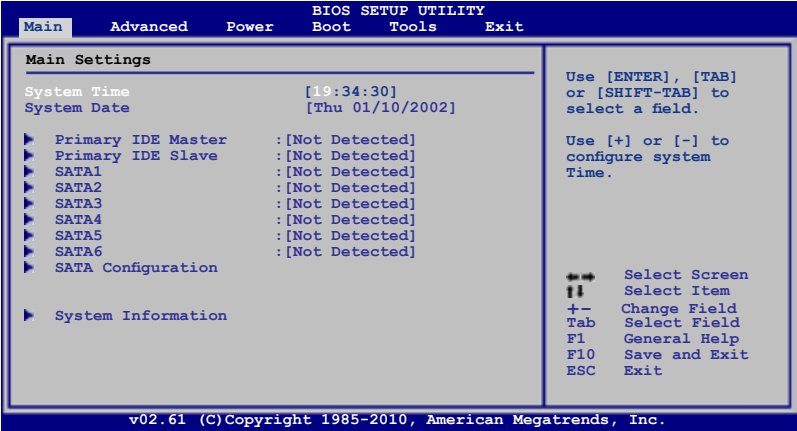 BIOS SETUP UTILITY
Main Advanced Power Boot Tools Exit
Main Settings
System Time [19:34:30]
System Date [Thu 01/10/2002]
Primary IDE Master :[Not Detected]
Primary IDE Slave :[Not Detected]
SATA1 :[Not Detected]
SATA2 :[Not Detected]
SATA3 :[Not Detected]
SATA4 :[Not Detected]
SATA5 :[Not Detected]
SATA6 :[Not Detected]
SATA Configuration
System Information
Use [ENTER], [TAB]
or [SHIFT-TAB] to
select a field.
Use [+] or [-] to
configure system
Time.
←→ Select Screen
↑↓ Select Item
+- Change Field
Tab Select Field
F1 General Help
F10 Save and Exit
ESC Exit
v02.61 (C)Copyright 1985-2010, American Megatrends, Inc.